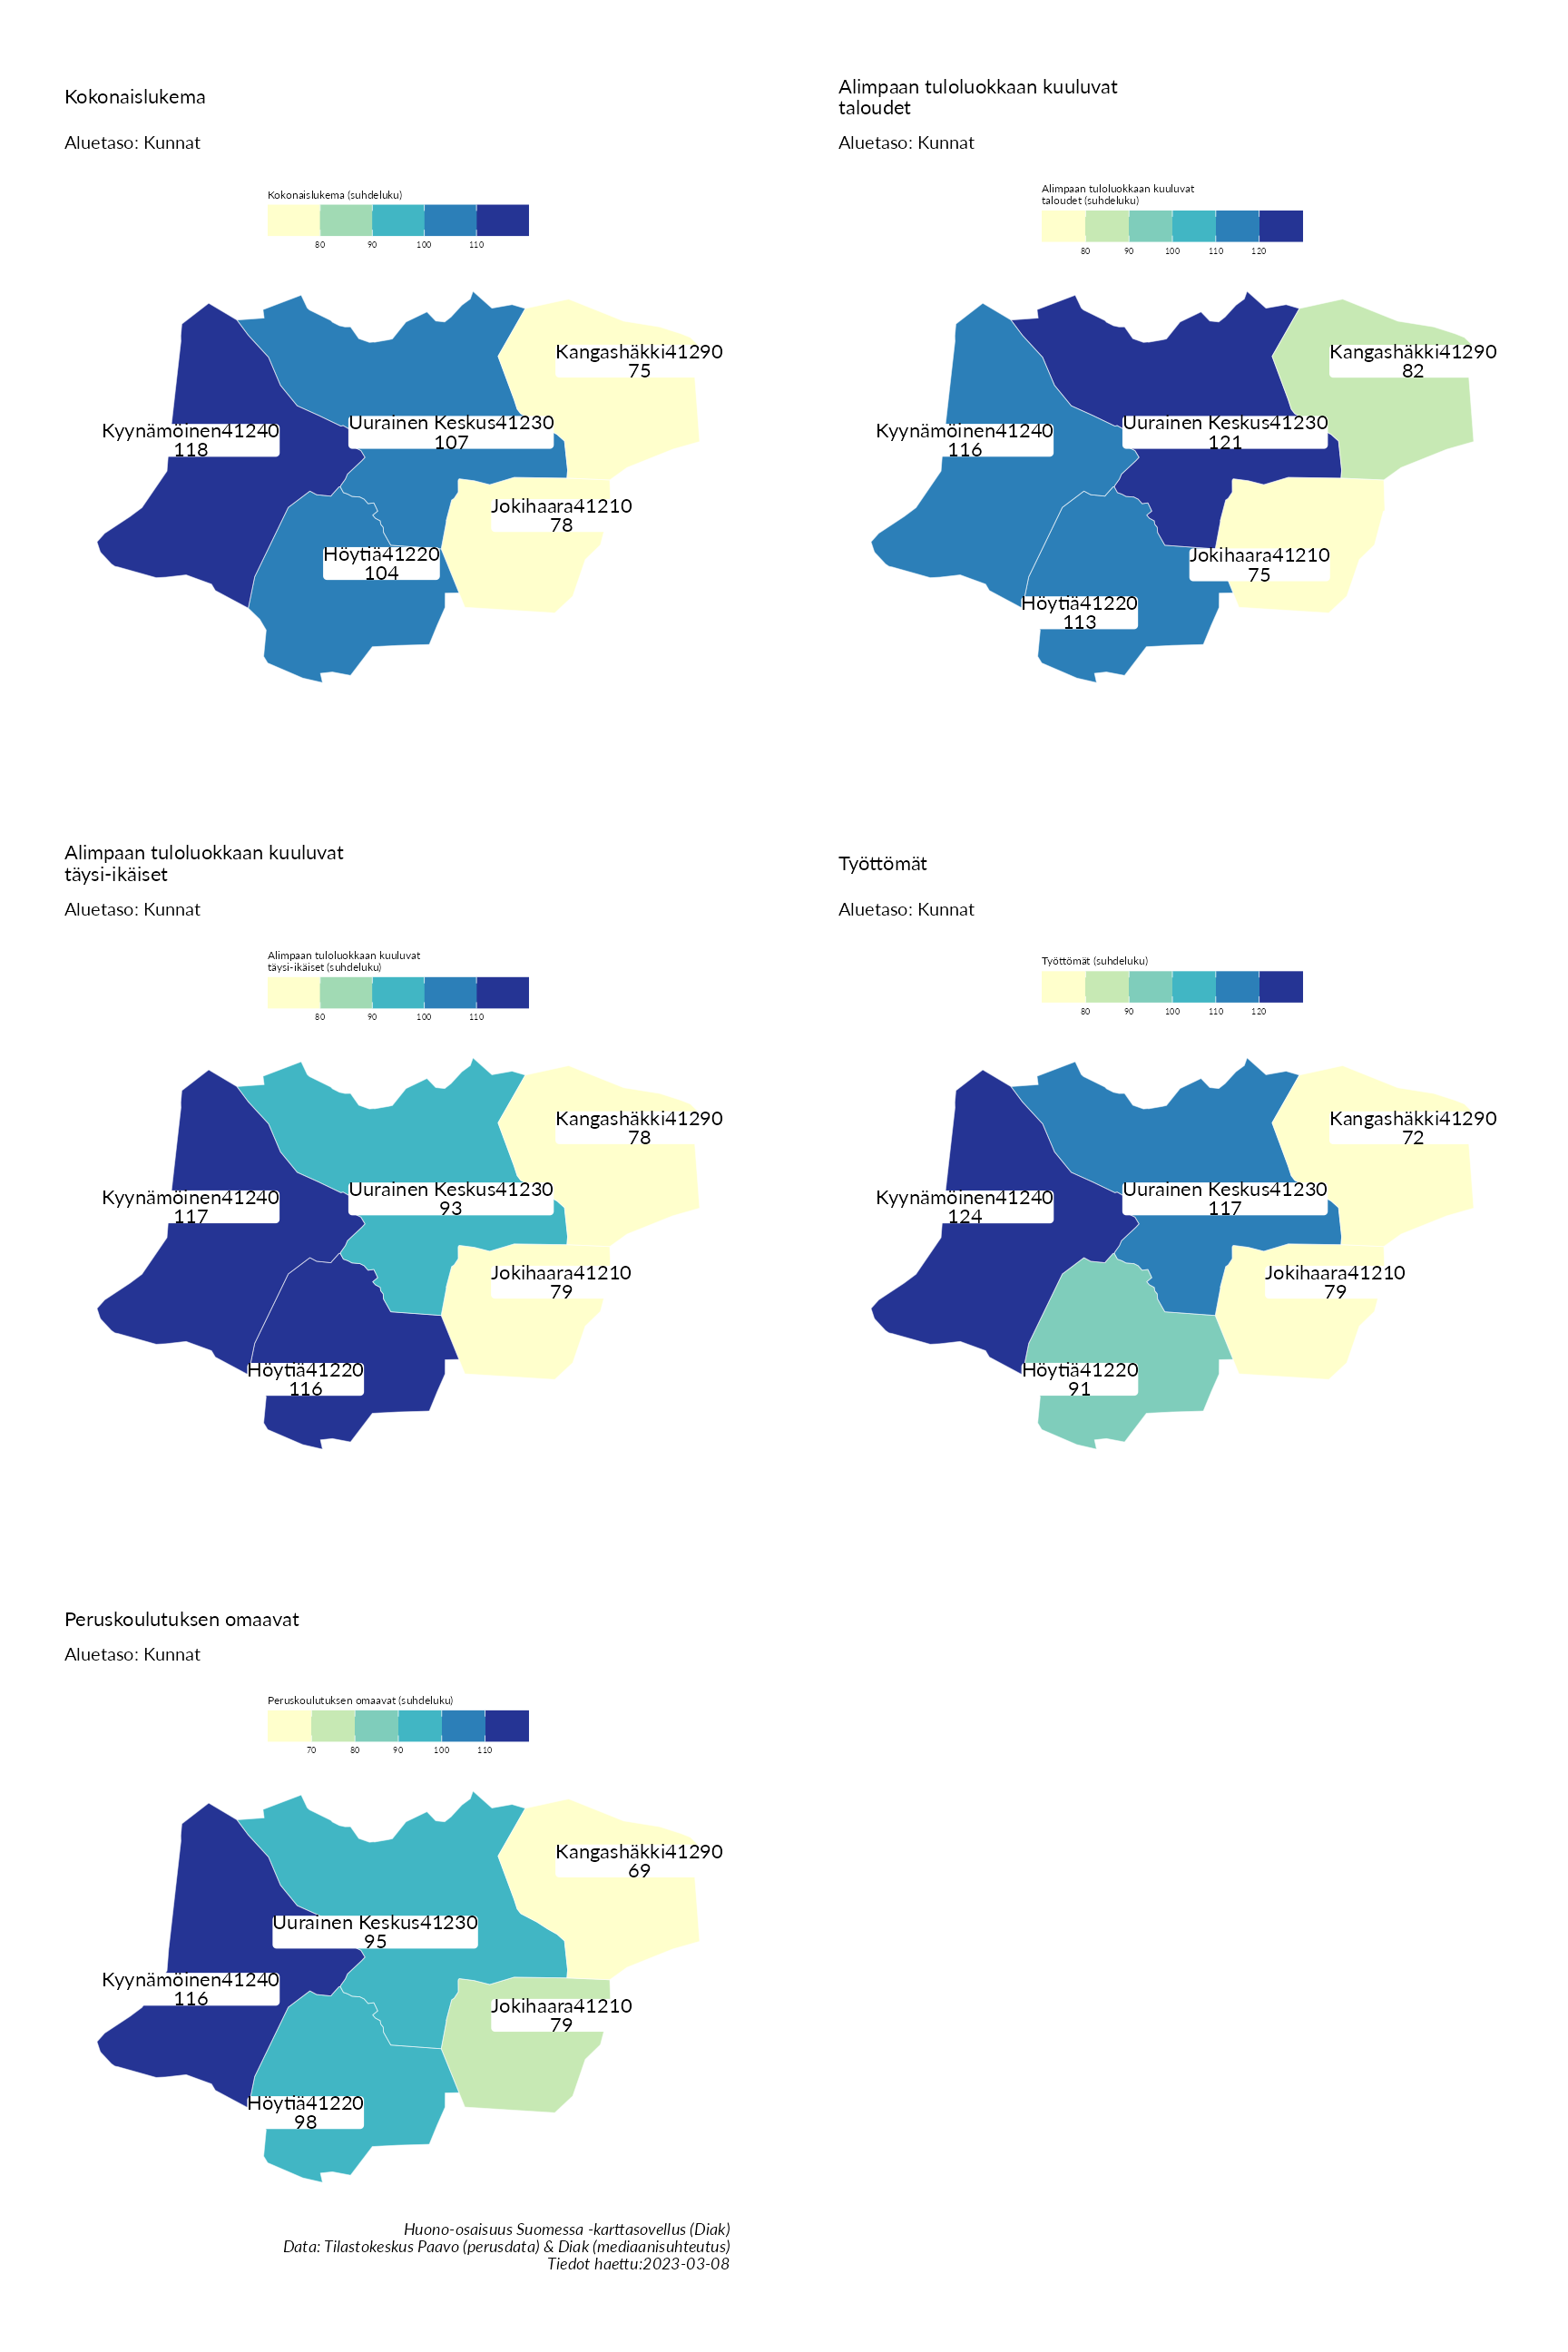 Kokonaislukema
Aluetaso: Kunnat
Kokonaislukema (suhdeluku)
80 90 100 110
Kangashäkki41290
75
Kyynämöinen41240
118
Uurainen Keskus41230
107
Jokihaara41210
78
Höytiä41220
104
Alimpaan tuloluokkaan kuuluvat
taloudet
Aluetaso: Kunnat
Alimpaan tuloluokkaan kuuluvat
taloudet (suhdeluku)
80 90 100 110 120
Kangashäkki41290
82
Kyynämöinen41240
116
Uurainen Keskus41230
121
Jokihaara41210
75
Höytiä41220
113
Alimpaan tuloluokkaan kuuluvat
täysi-ikäiset
Aluetaso: Kunnat
Alimpaan tuloluokkaan kuuluvat
täysi-ikäiset (suhdeluku)
80 90 100 110
Kangashäkki41290
78
Kyynämöinen41240
117
Uurainen Keskus41230
93
Jokihaara41210
79
Höytiä41220
116
Työttömät
Aluetaso: Kunnat
Työttömät (suhdeluku)
80 90 100 110 120
Kangashäkki41290
72
Kyynämöinen41240
124
Uurainen Keskus41230
117
Jokihaara41210
79
Höytiä41220
91
Peruskoulutuksen omaavat
Aluetaso: Kunnat
Peruskoulutuksen omaavat (suhdeluku)
70 80 90 100 110
Kangashäkki41290
69
Uurainen Keskus41230
95
Kyynämöinen41240
116
Jokihaara41210
79
Höytiä41220
98
Huono-osaisuus Suomessa -karttasovellus (Diak)
Data: Tilastokeskus Paavo (perusdata) & Diak (mediaanisuhteutus)
Tiedot haettu:2023-03-08